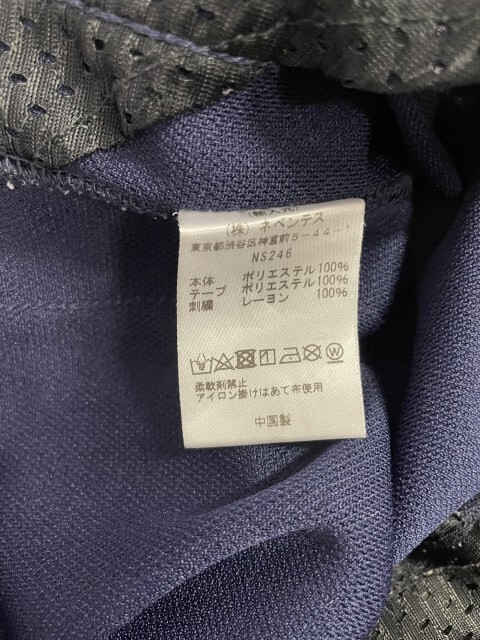 (輸入元)
(株)ネペンテス
東京都渋谷区神宮前5-44-1
NS246
本体 ポリエステル100%
テープ ポリエステル100%
刺繍 レーヨン 100%
柔軟剤禁止
アイロン掛けはあて布使用
中国製